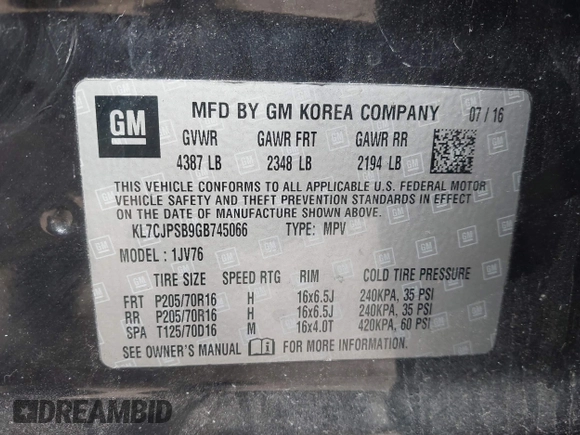 GM
MFD BY GM KOREA COMPANY 07/16
GVWR GAWR FRT GAWR RR
4387 LB 2348 LB 2194 LB
THIS VEHICLE CONFORMS TO ALL APPLICABLE U.S. FEDERAL MOTOR
VEHICLE SAFETY AND THEFT PREVENTION STANDARDS IN EFFECT
ON THE DATE OF MANUFACTURE SHOWN ABOVE.
KL7CJPSB9GB745066 TYPE: MPV
MODEL : 1JV76
TIRE SIZE SPEED RTG RIM COLD TIRE PRESSURE
FRT P205/70R16 H 16x6.5J 240KPA, 35 PSI
RR P205/70R16 H 16x6.5J 240KPA, 35 PSI
SPA T125/70D16 M 16x4.0T 420KPA, 60 PSI
SEE OWNER'S MANUAL FOR MORE INFORMATION.
DREAMBID